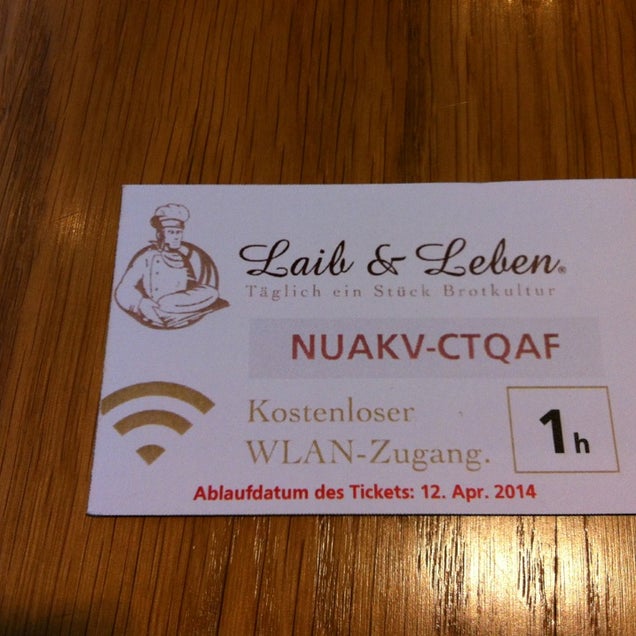 Laib & Leben®
Täglich ein Stück Brotkultur
NUAKV-CTQAF
Kostenloser
WLAN-Zugang.
1h
Ablaufdatum des Tickets: 12. Apr. 2014